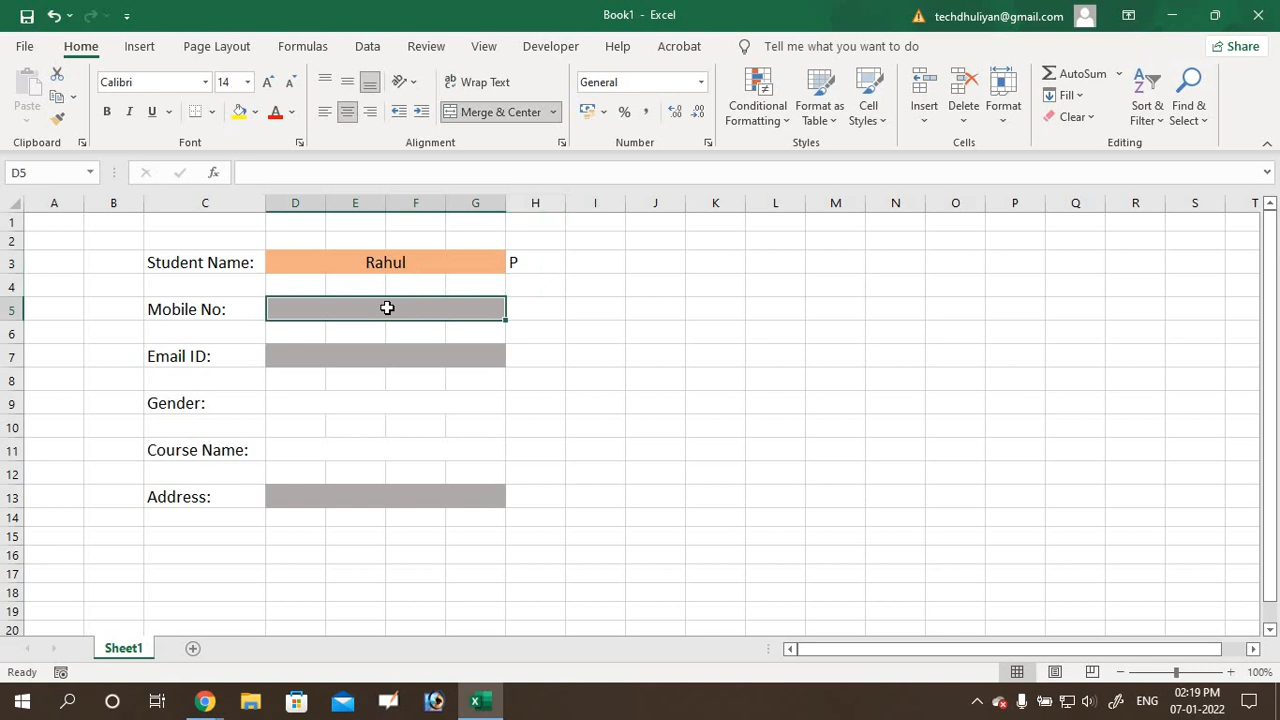 Book1 - Excel
techdhuliyan@gmail.com
File Home Insert Page Layout Formulas Data Review View Developer Help Acrobat Tell me what you want to do Share
Paste
Calibri 14
B I U
A A
Wrap Text
Merge & Center
General
% ,
Conditional Formatting
Format as Table
Cell Styles
Insert
Delete
Format
AutoSum
Fill
Clear
Sort & Filter
Find & Select
Clipboard Font Alignment Number Styles Cells Editing
D5 fx
A B C D E F G H I J K L M N O P Q R S T
1
2
3 Student Name: Rahul P
4
5 Mobile No:
6
7 Email ID:
8
9 Gender:
10
11 Course Name:
12
13 Address:
14
15
16
17
18
19
20
Sheet1
Ready 100%
ENG 02:19 PM
07-01-2022